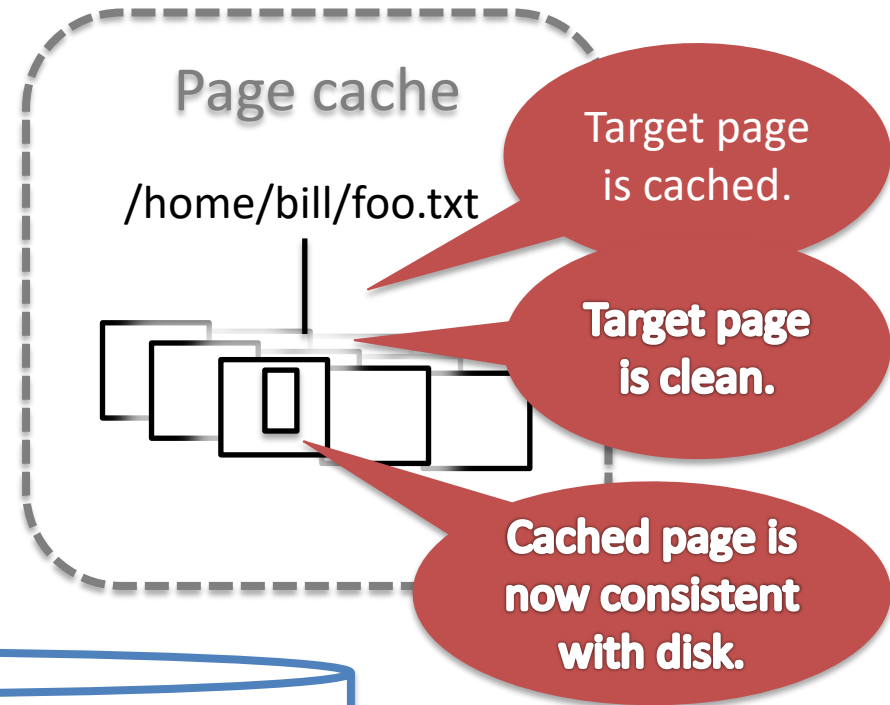 Page cache
/home/bill/foo.txt
Target page
is cached.
Target page
is clean.
Cached page is
now consistent
with disk.